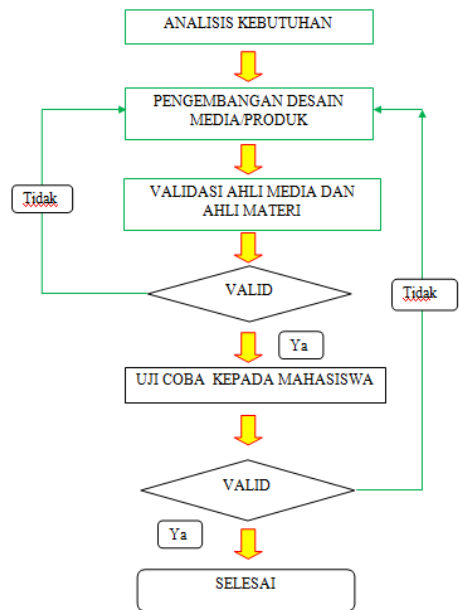 ANALISIS KEBUTUHAN
PENGEMBANGAN DESAIN
MEDIA/PRODUK
Tidak
VALIDASI AHLI MEDIA DAN
AHLI MATERI
VALID
Tidak
Ya
UJI COBA KEPADA MAHASISWA
VALID
Ya
SELESAI